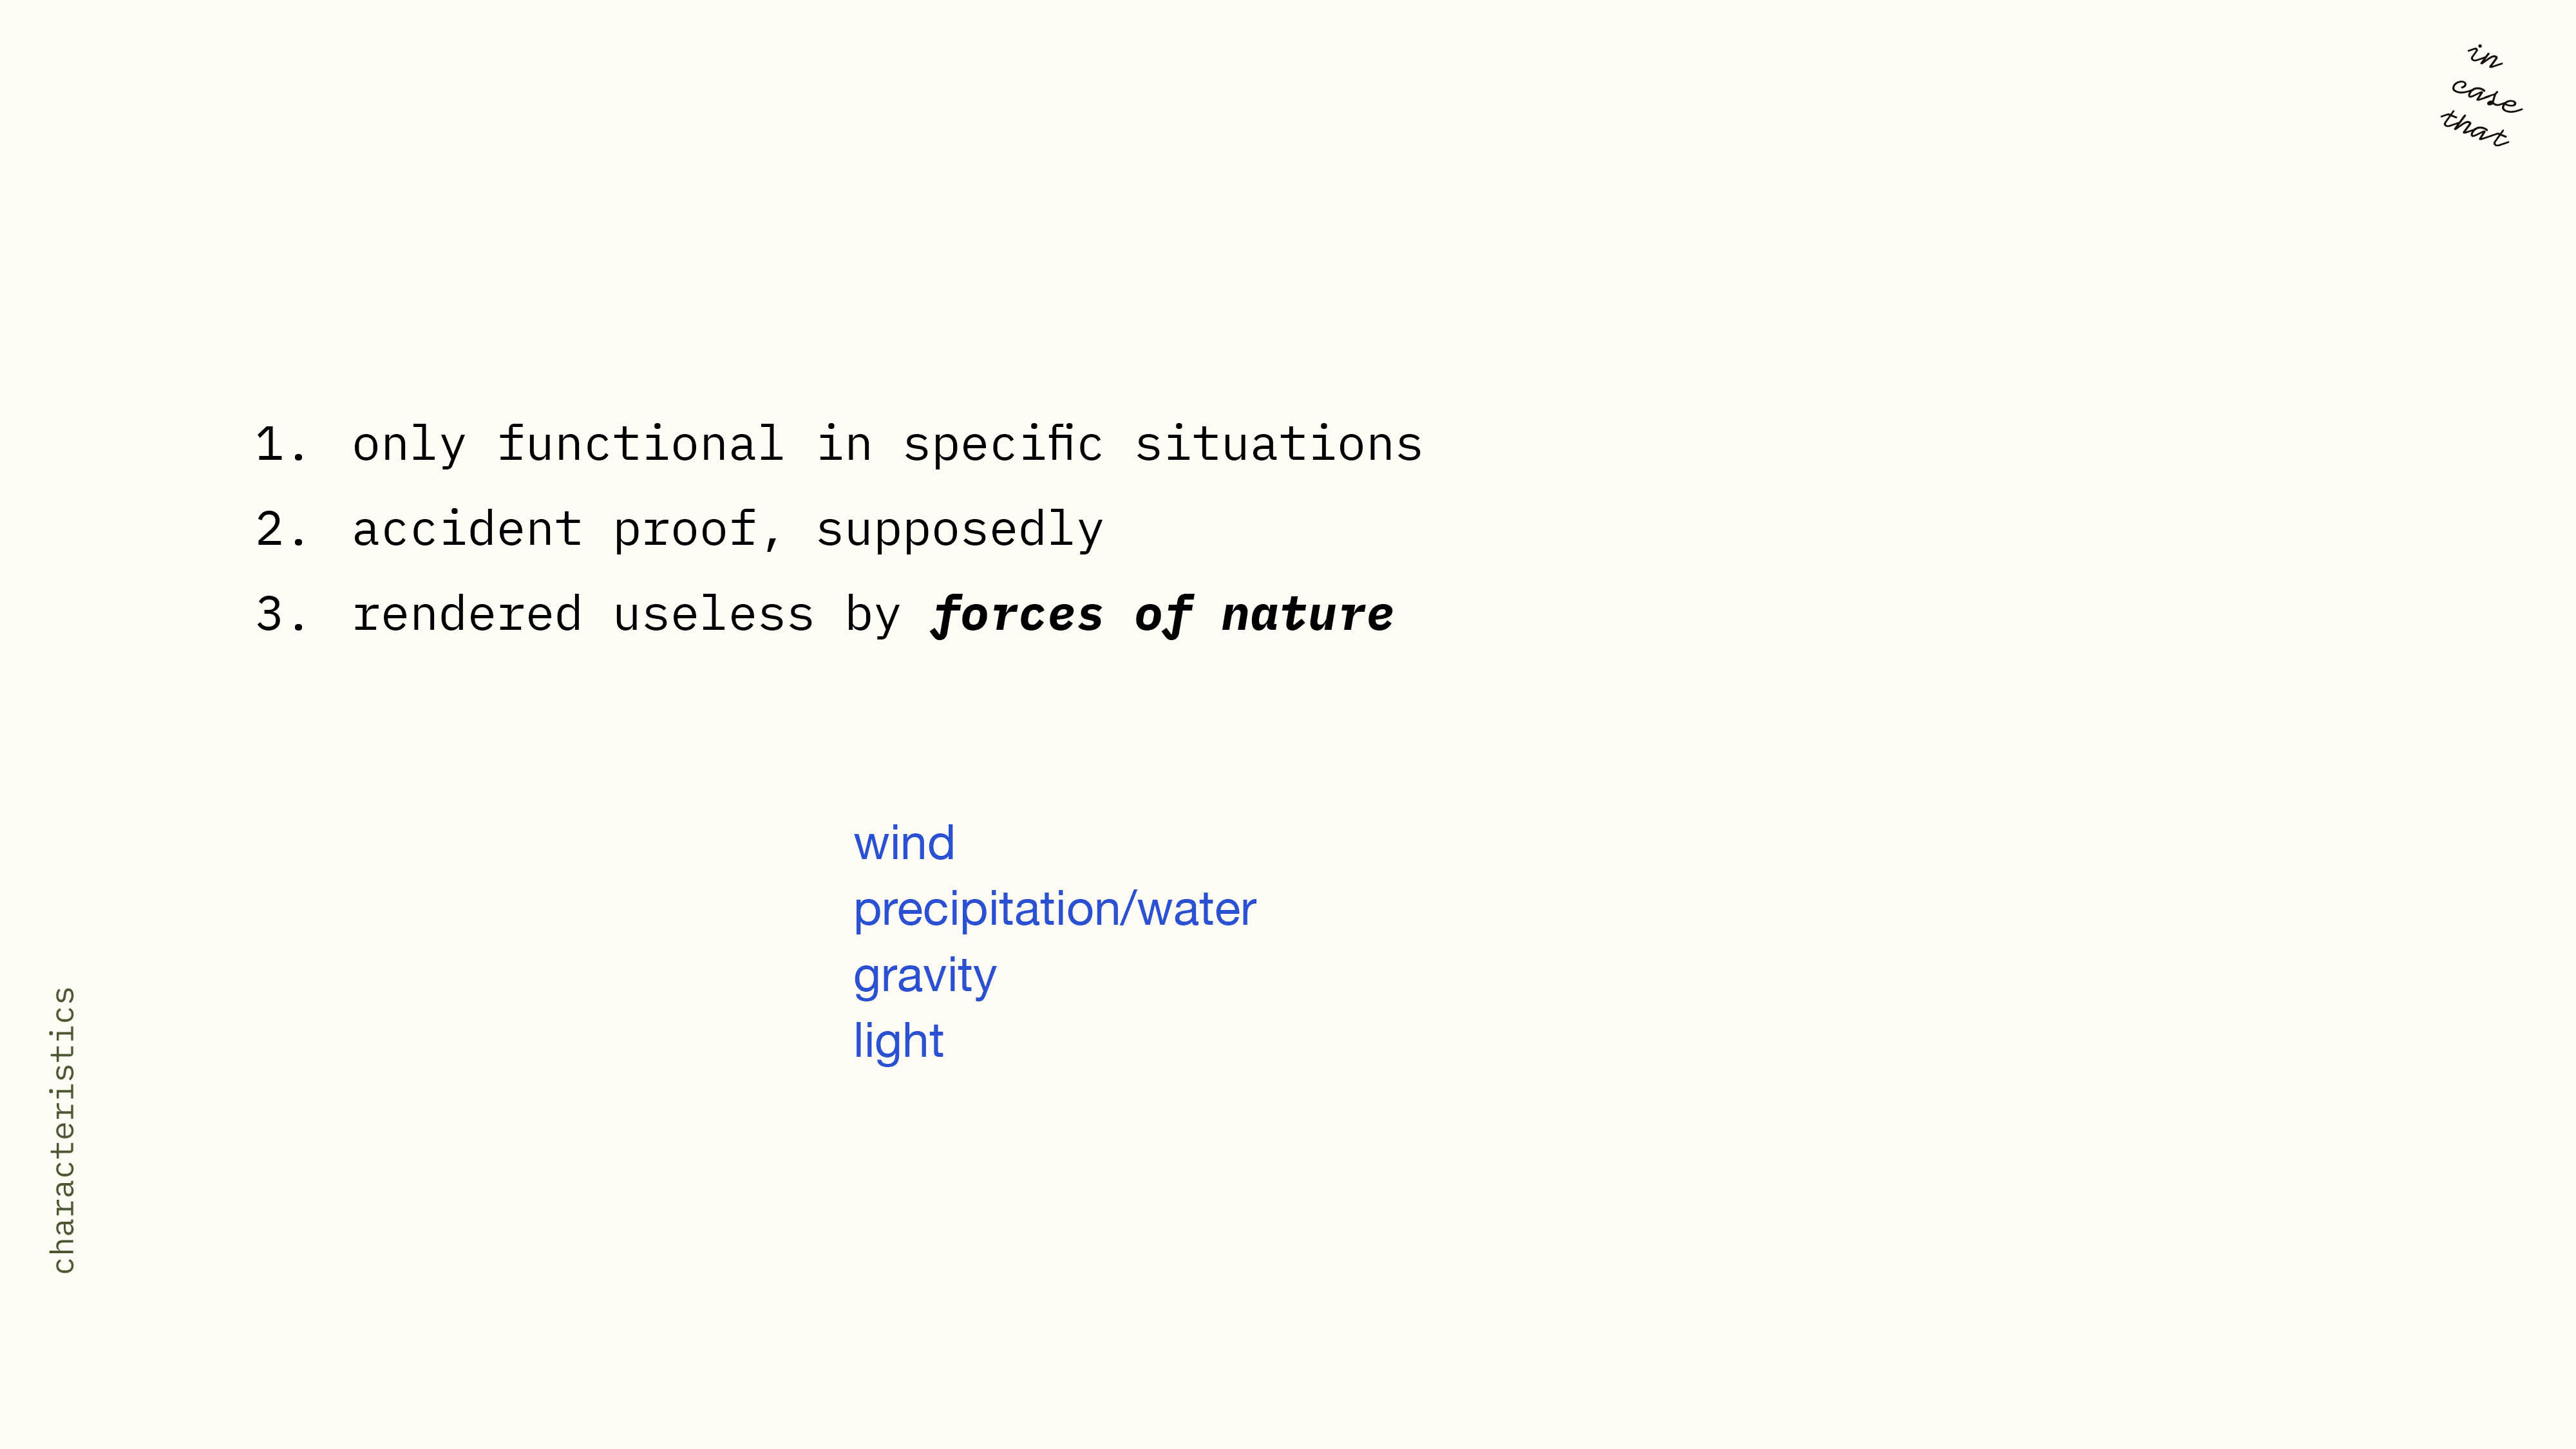 in
case
that
1. only functional in specific situations
2. accident proof, supposedly
3. rendered useless by forces of nature
wind
precipitation/water
gravity
light
characteristics